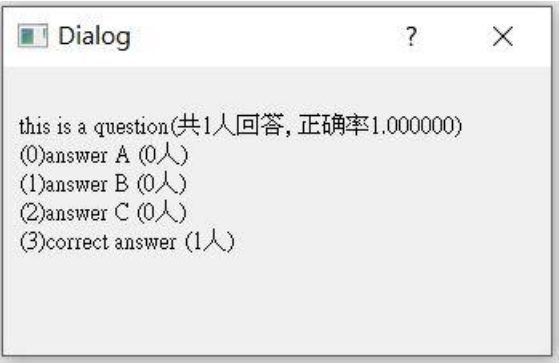 Dialog
this is a question(共1人回答, 正确率1.000000)
(0)answer A (0人)
(1)answer B (0人)
(2)answer C (0人)
(3)correct answer (1人)